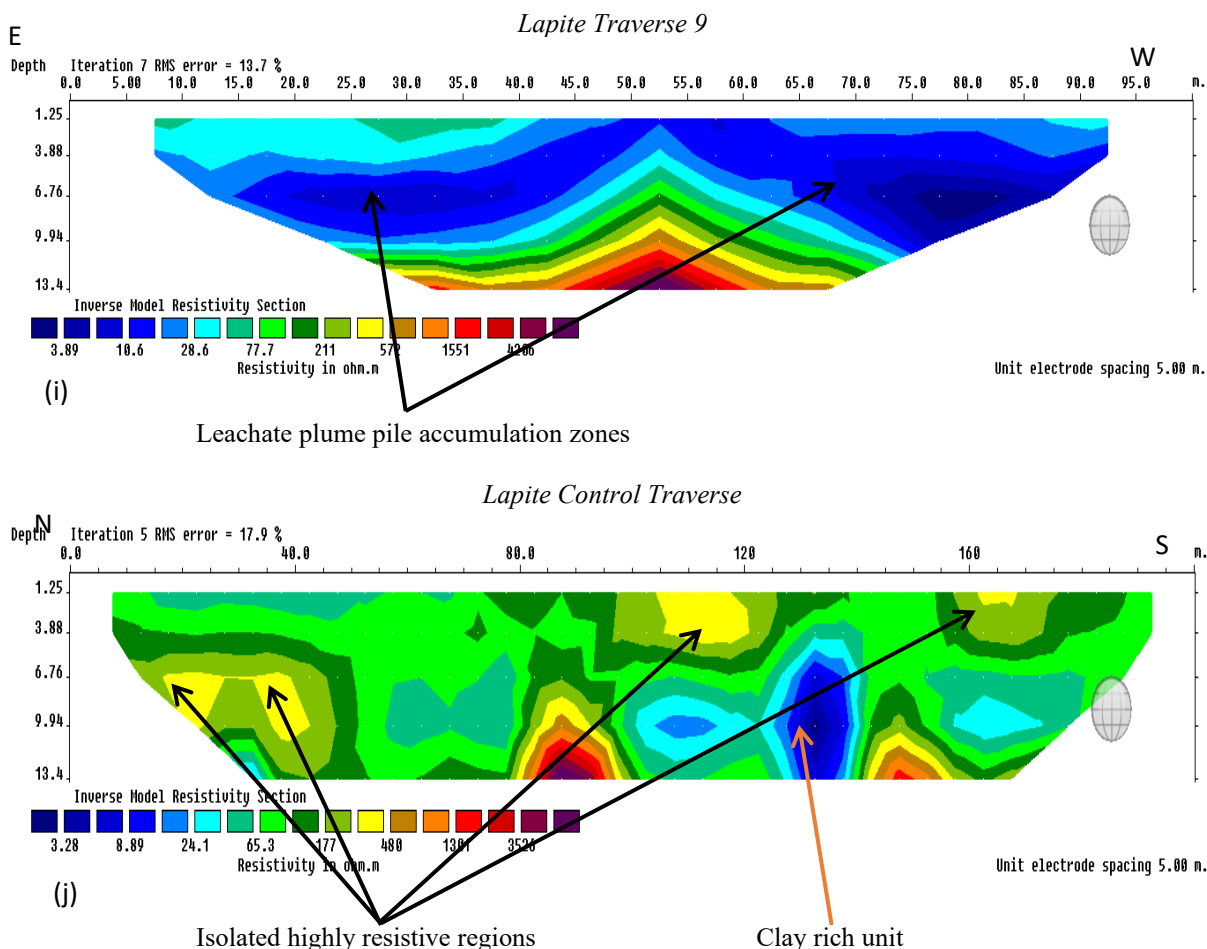 Lapite Traverse 9
E
W
Depth Iteration 7 RMS error = 13.7 %
0.0 5.00 10.0 15.0 20.0 25.0 30.0 35.0 40.0 45.0 50.0 55.0 60.0 65.0 70.0 75.0 80.0 85.0 90.0 95.0 m.
1.25
3.88
6.76
9.94
13.4
Inverse Model Resistivity Section
3.89 10.6 28.6 77.7 211 572 1551 4206
Resistivity in ohm.m
Unit electrode spacing 5.00 m.
(i)
Leachate plume pile accumulation zones
Lapite Control Traverse
N
S
Depth Iteration 5 RMS error = 17.9 %
0.0 40.0 80.0 120 160 m.
1.25
3.88
6.76
9.94
13.4
Inverse Model Resistivity Section
3.28 8.89 24.1 65.3 177 480 1301 3526
Resistivity in ohm.m
Unit electrode spacing 5.00 m.
(j)
Isolated highly resistive regions
Clay rich unit